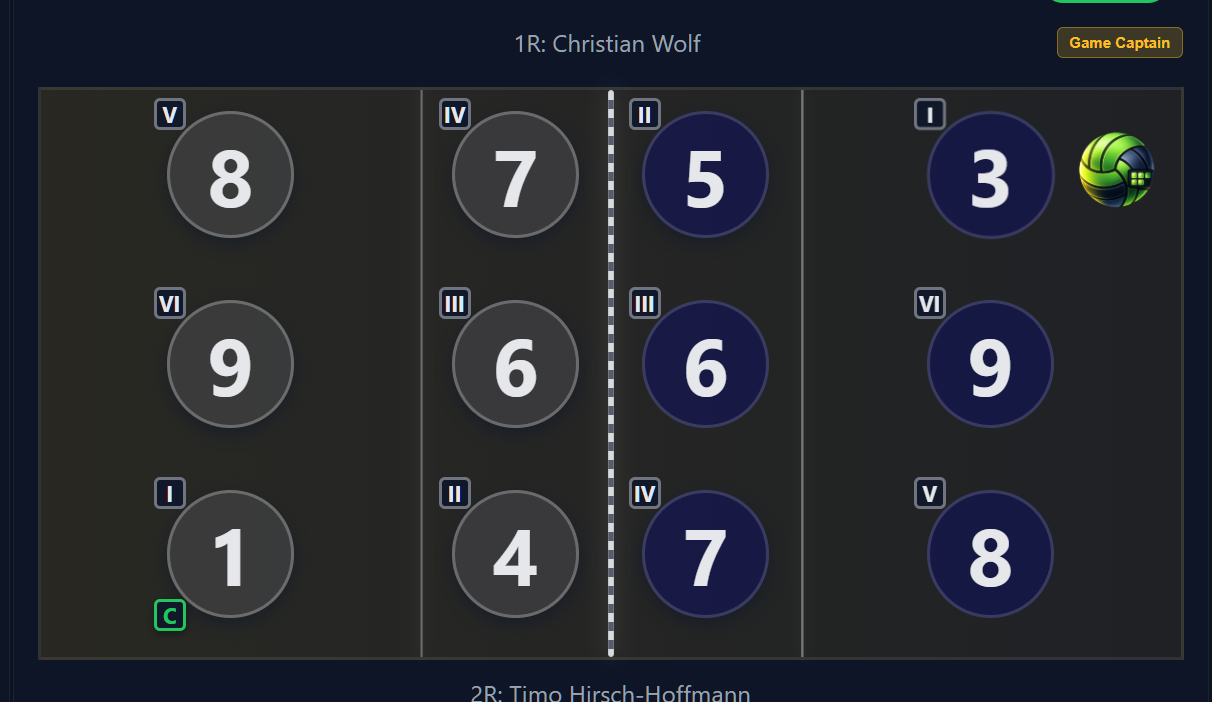 1R: Christian Wolf
Game Captain
V IV II I
8 7 5 3
VI III III VI
9 6 6 9
I II IV V
1 4 7 8
C
2R: Timo Hirsch-Hoffmann